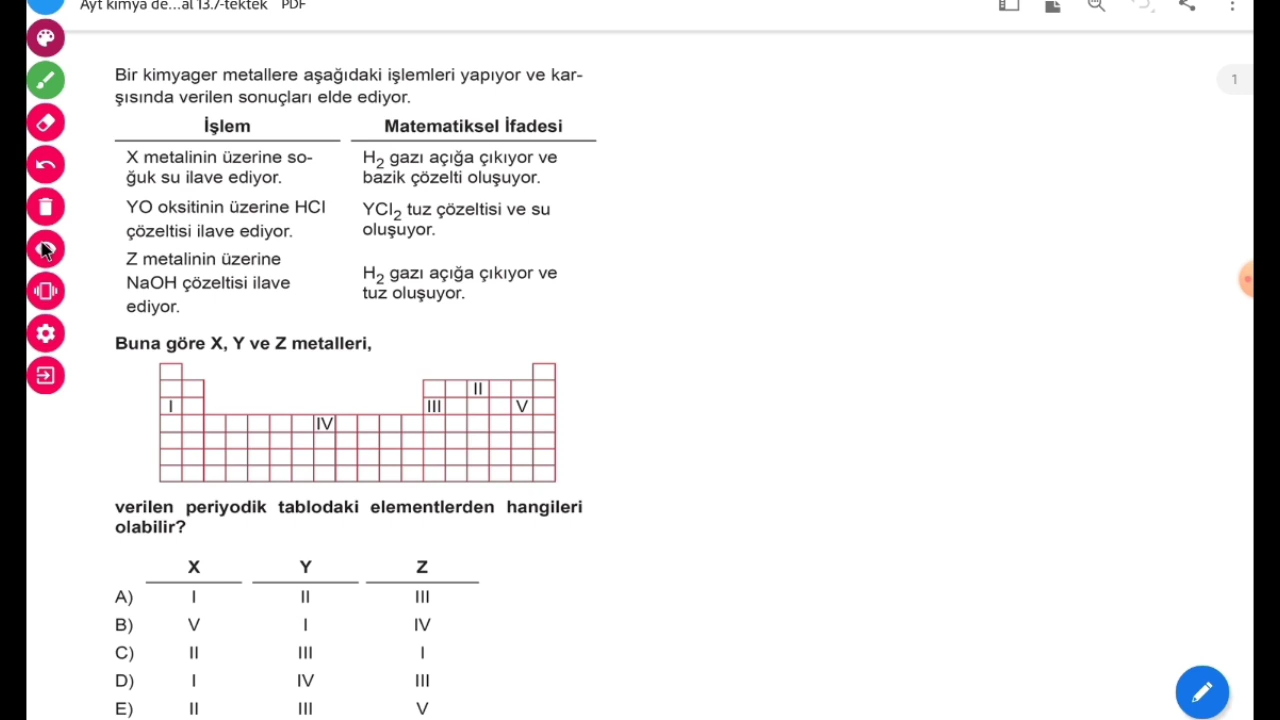 Ayt kimya de...al 13.7-tektek PDF
1
Bir kimyager metallere aşağıdaki işlemleri yapıyor ve kar-
şısında verilen sonuçları elde ediyor.
İşlem Matematiksel İfadesi
X metalinin üzerine so-
ğuk su ilave ediyor.
H2 gazı açığa çıkıyor ve
bazik çözelti oluşuyor.
YO oksitinin üzerine HCl
çözeltisi ilave ediyor.
YCl2 tuz çözeltisi ve su
oluşuyor.
Z metalinin üzerine
NaOH çözeltisi ilave
ediyor.
H2 gazı açığa çıkıyor ve
tuz oluşuyor.
Buna göre X, Y ve Z metalleri,
II
I III V
IV
verilen periyodik tablodaki elementlerden hangileri
olabilir?
X Y Z
A) I II III
B) V I IV
C) II III I
D) I IV III
E) II III V